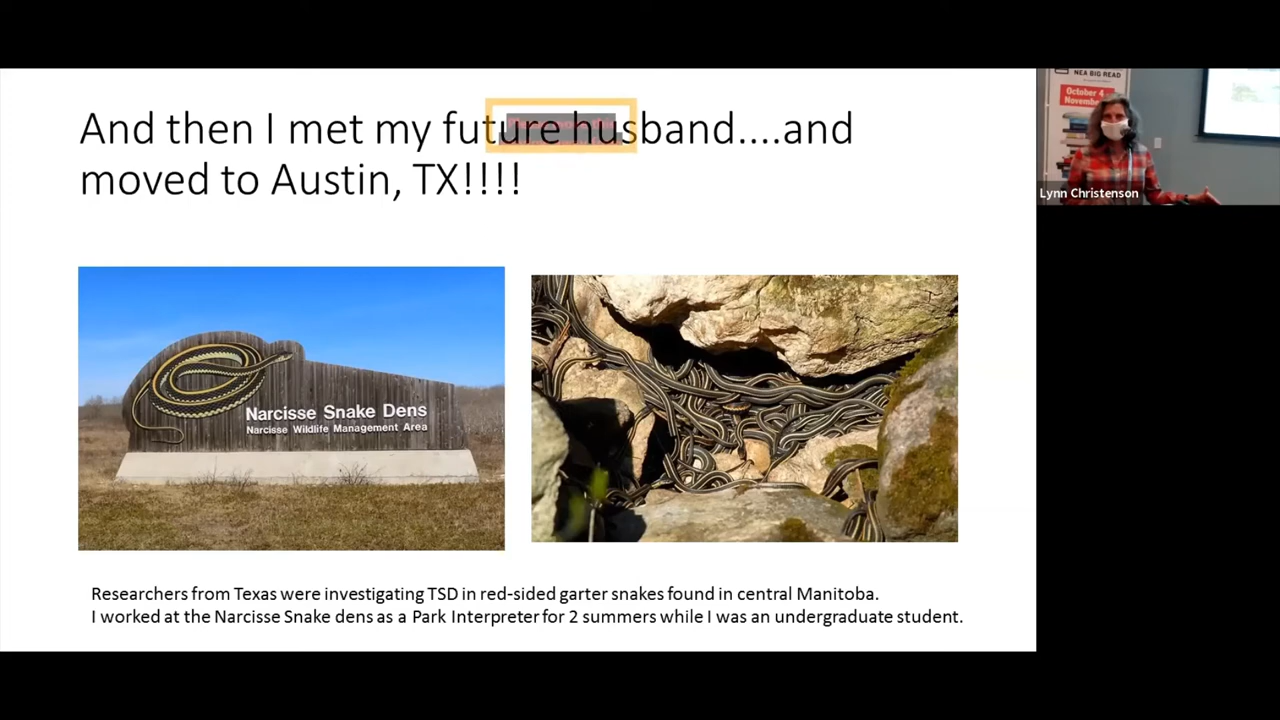 And then I met my future husband....and
moved to Austin, TX!!!!
NEA BIG READ
October 4
Novemb
Lynn Christenson
Narcisse Snake Dens
Narcisse Wildlife Management Area
Researchers from Texas were investigating TSD in red-sided garter snakes found in central Manitoba.
I worked at the Narcisse Snake dens as a Park Interpreter for 2 summers while I was an undergraduate student.